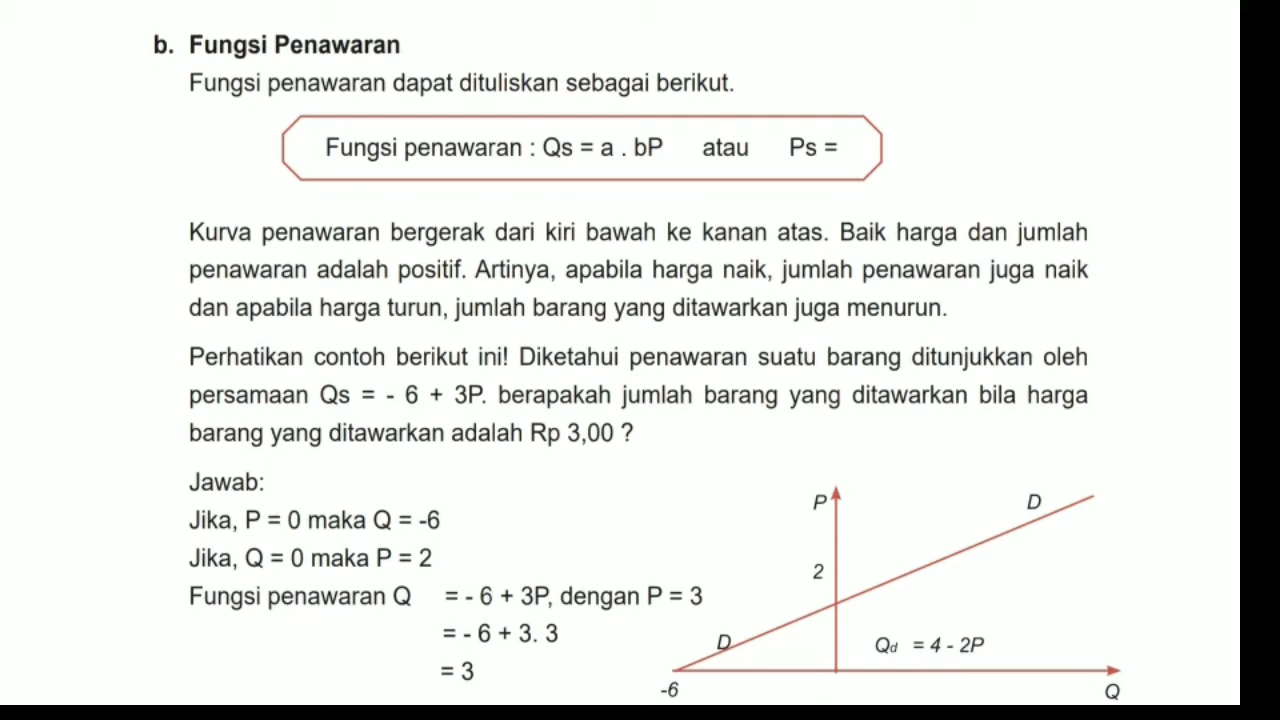 b. Fungsi Penawaran
Fungsi penawaran dapat dituliskan sebagai berikut.
Fungsi penawaran : Qs = a . bP atau Ps =
Kurva penawaran bergerak dari kiri bawah ke kanan atas. Baik harga dan jumlah
penawaran adalah positif. Artinya, apabila harga naik, jumlah penawaran juga naik
dan apabila harga turun, jumlah barang yang ditawarkan juga menurun.
Perhatikan contoh berikut ini! Diketahui penawaran suatu barang ditunjukkan oleh
persamaan Qs = - 6 + 3P. berapakah jumlah barang yang ditawarkan bila harga
barang yang ditawarkan adalah Rp 3,00 ?
Jawab:
Jika, P = 0 maka Q = -6
Jika, Q = 0 maka P = 2
Fungsi penawaran Q = - 6 + 3P, dengan P = 3
= - 6 + 3. 3
= 3
P
D
2
D
Qd = 4 - 2P
-6
Q